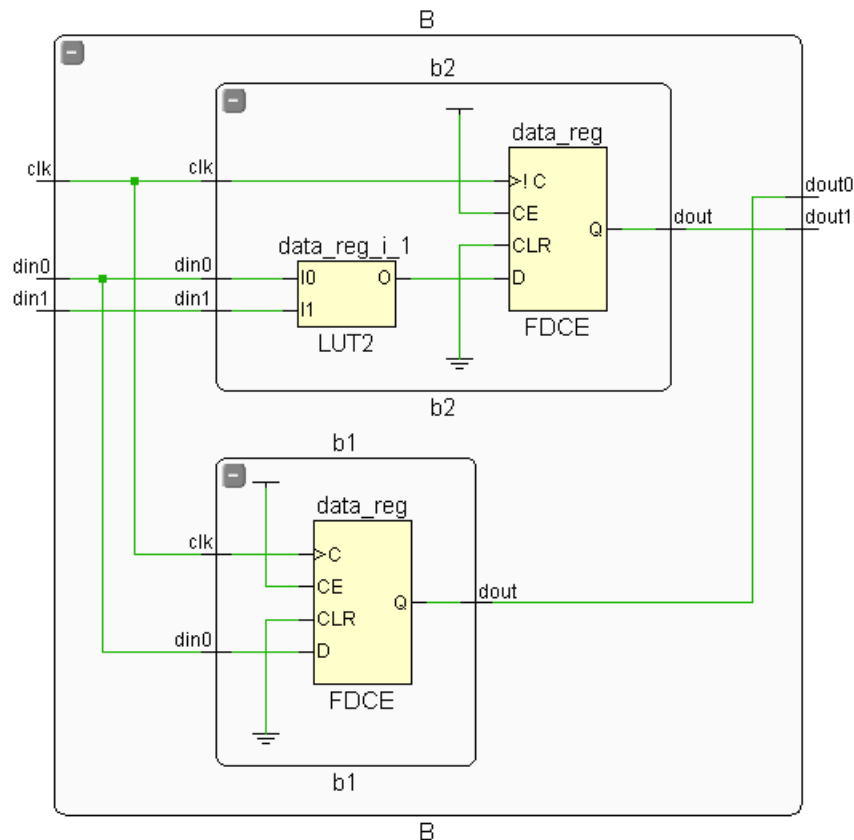 B
b2
data_reg
clk
clk
>! C
dout0
CE
dout
dout1
Q
data_reg_i_1
CLR
din0
din0
I0
O
D
din1
din1
I1
LUT2
FDCE
b2
b1
data_reg
clk
>C
CE
dout
Q
CLR
din0
D
FDCE
b1
B